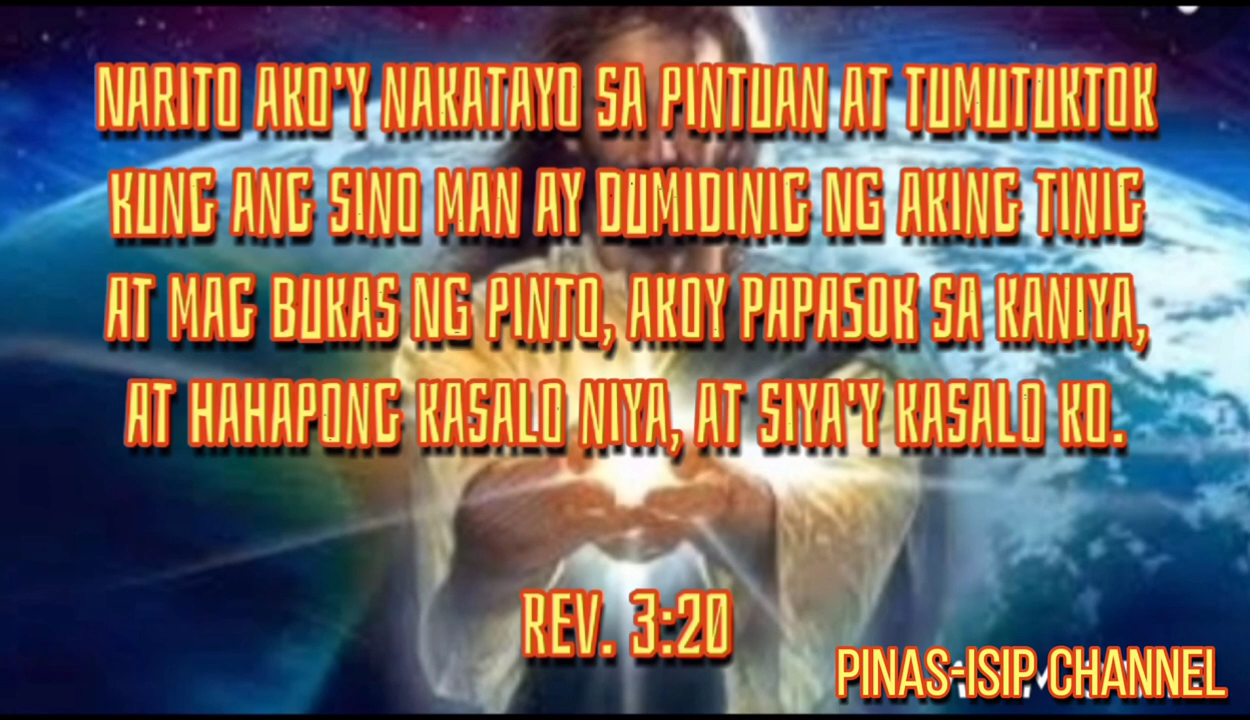 NARITO AKO'Y NAKATAYO SA PINTUAN AT TUMUTUKTOK
KUNG ANG SINO MAN AY DUMIDINIG NG AKING TINIG
AT MAG BUKAS NG PINTO, AKOY PAPASOK SA KANIYA,
AT HAHAPONG KASALO NIYA, AT SIYA'Y KASALO KO.
REV. 3:20
PINAS-ISIP CHANNEL